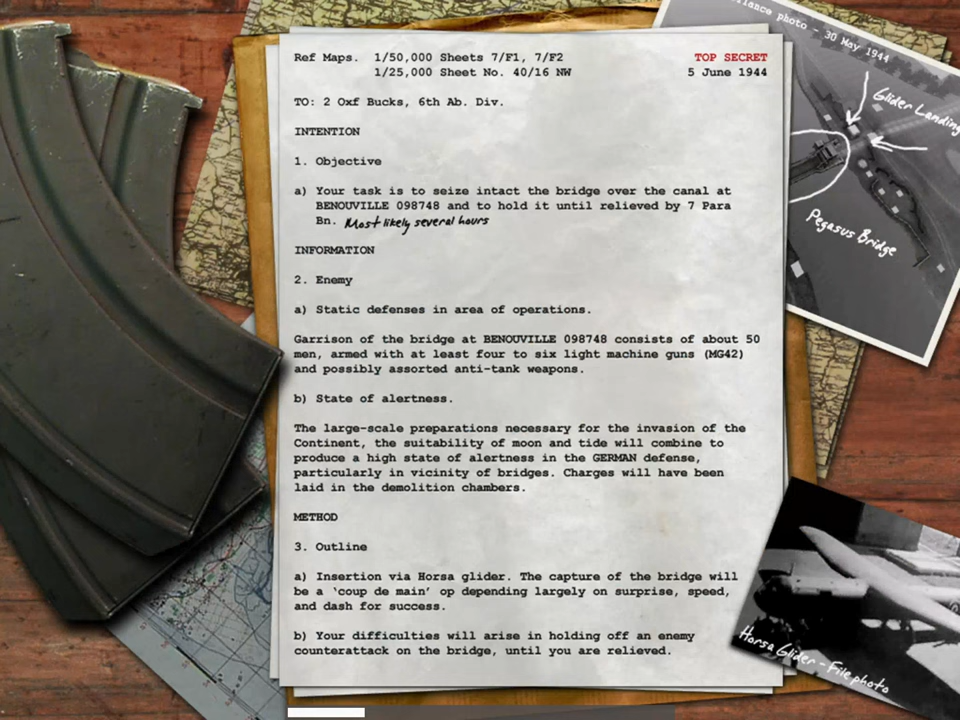 Ref Maps. 1/50,000 Sheets 7/F1, 7/F2
1/25,000 Sheet No. 40/16 NW
TOP SECRET
5 June 1944
TO: 2 Oxf Bucks, 6th Ab. Div.
INTENTION
1. Objective
a) Your task is to seize intact the bridge over the canal at
BENOUVILLE 098748 and to hold it until relieved by 7 Para
Bn. Most likely several hours
INFORMATION
2. Enemy
a) Static defenses in area of operations.
Garrison of the bridge at BENOUVILLE 098748 consists of about 50
men, armed with at least four to six light machine guns (MG42)
and possibly assorted anti-tank weapons.
b) State of alertness.
The large-scale preparations necessary for the invasion of the
Continent, the suitability of moon and tide will combine to
produce a high state of alertness in the GERMAN defense,
particularly in vicinity of bridges. Charges will have been
laid in the demolition chambers.
METHOD
3. Outline
a) Insertion via Horsa glider. The capture of the bridge will
be a ‘coup de main’ op depending largely on surprise, speed,
and dash for success.
b) Your difficulties will arise in holding off an enemy
counterattack on the bridge, until you are relieved.
photo - 30 May 1944
Glider Landing
Pegasus Bridge
Horsa Glider - File photo